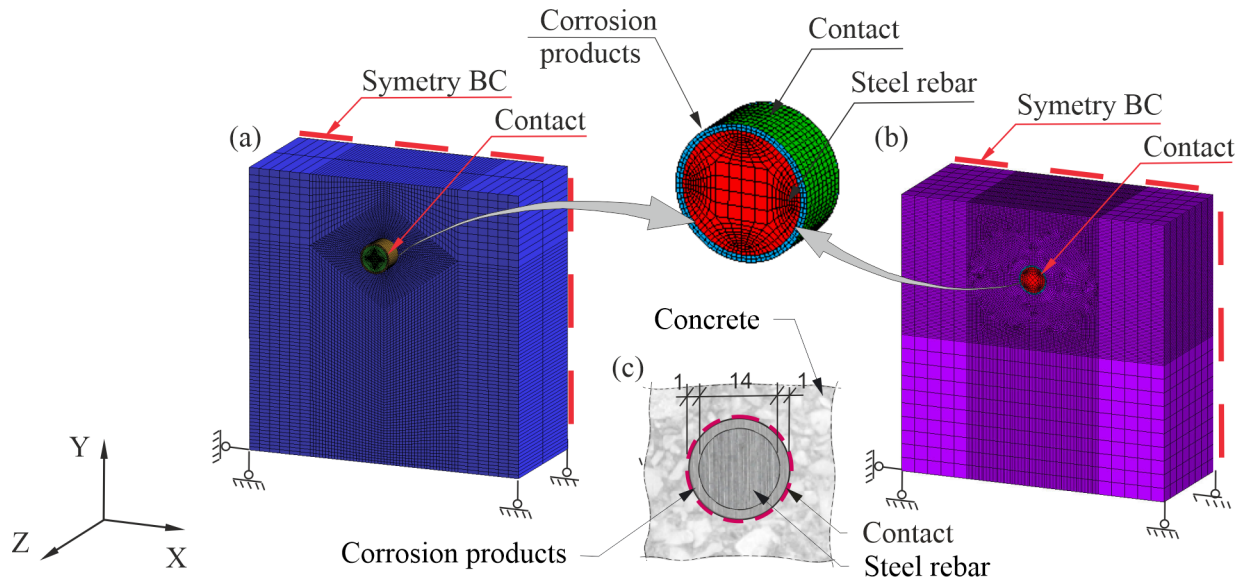 Corrosion
products
Contact
Steel rebar
Symetry BC
Contact
(a)
Symetry BC
(b)
Contact
Concrete
(c)
1 14 1
Y
Z
X
Corrosion products
Contact
Steel rebar